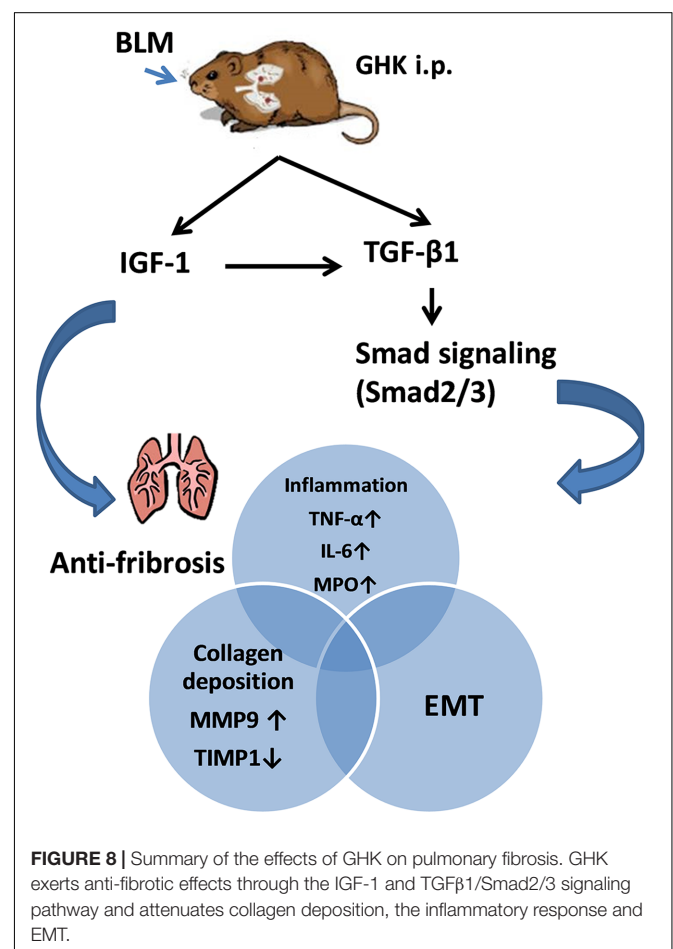 BLM
GHK i.p.
IGF-1
TGF-β1
Smad signaling
(Smad2/3)
Anti-fribrosis
Inflammation
TNF-α↑
IL-6↑
MPO↑
Collagen
deposition
MMP9 ↑
TIMP1↓
EMT
FIGURE 8 | Summary of the effects of GHK on pulmonary fibrosis. GHK
exerts anti-fibrotic effects through the IGF-1 and TGFβ1/Smad2/3 signaling
pathway and attenuates collagen deposition, the inflammatory response and
EMT.